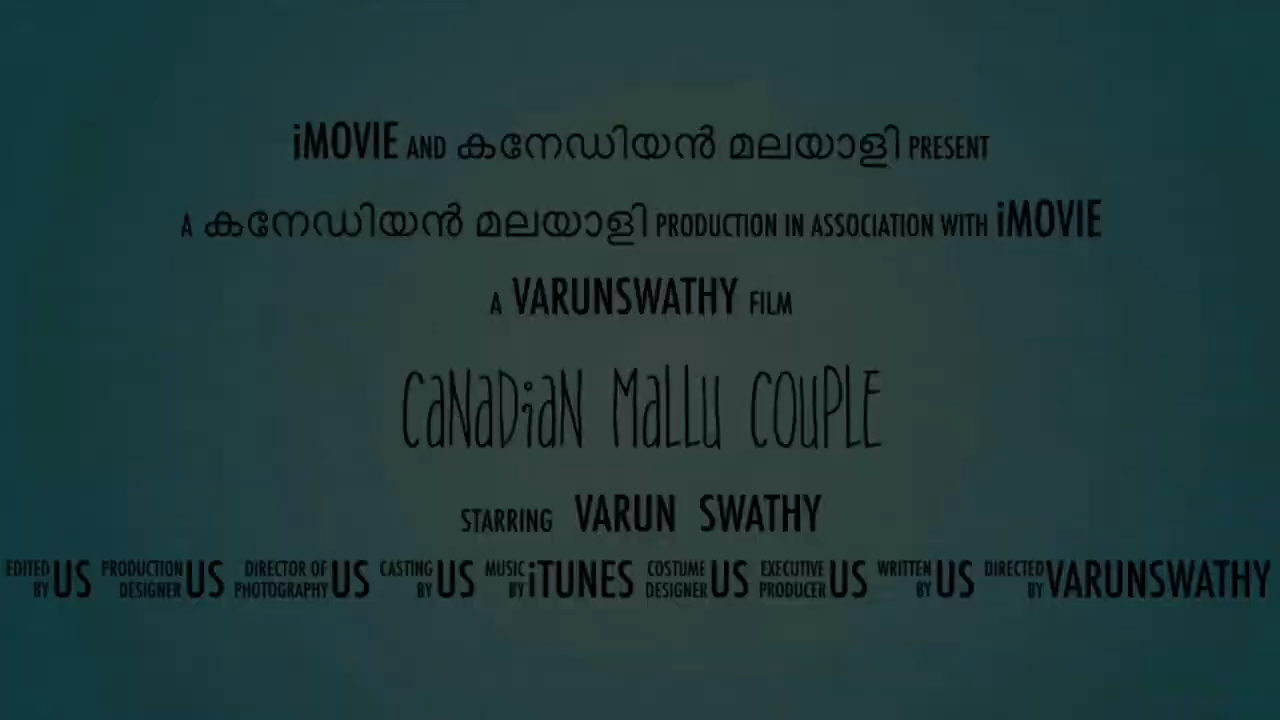 iMOVIE AND കനേഡിയൻ മലയാളി PRESENT
A കനേഡിയൻ മലയാളി PRODUCTION IN ASSOCIATION WITH iMOVIE
A VARUNSWATHY FILM
CaNaDiaN MaLLU COUPLE
STARRING VARUN SWATHY
EDITED BY US PRODUCTION DESIGNER US DIRECTOR OF PHOTOGRAPHY US CASTING BY US MUSIC BY iTUNES COSTUME DESIGNER US EXECUTIVE PRODUCER US WRITTEN BY US DIRECTED BY VARUNSWATHY